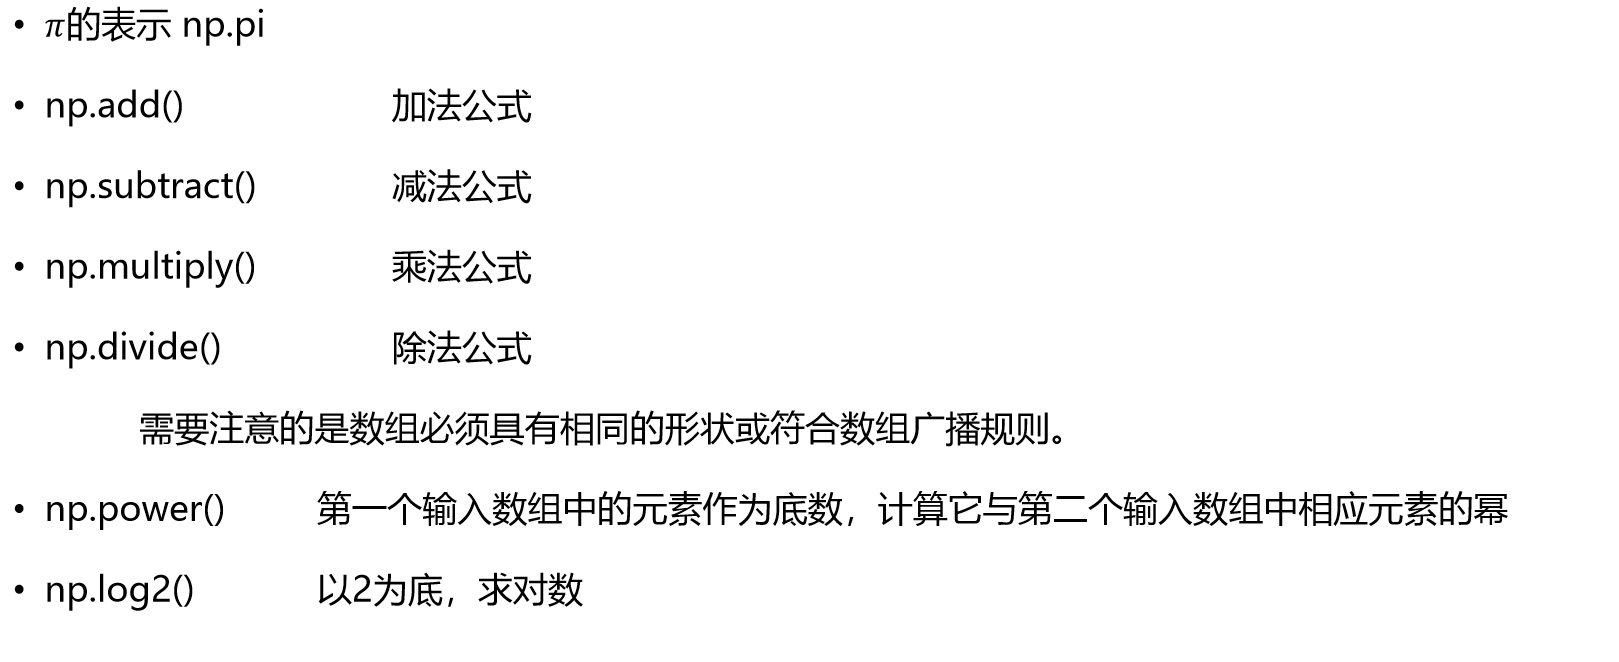 • π的表示 np.pi
• np.add() 加法公式
• np.subtract() 减法公式
• np.multiply() 乘法公式
• np.divide() 除法公式
需要注意的是数组必须具有相同的形状或符合数组广播规则。
• np.power() 第一个输入数组中的元素作为底数，计算它与第二个输入数组中相应元素的幂
• np.log2() 以2为底，求对数